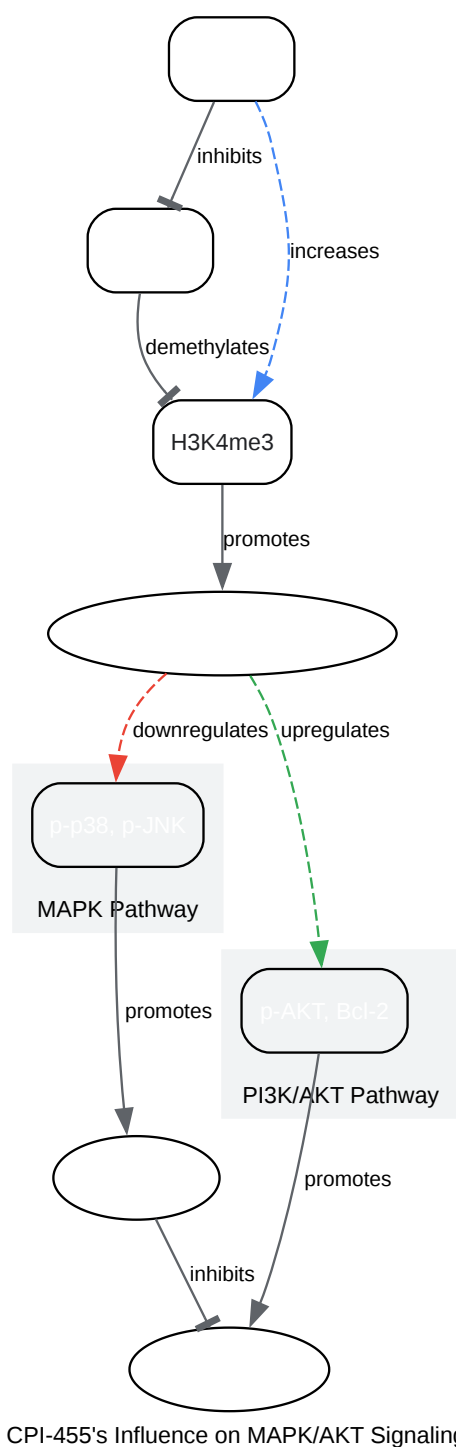 inhibits
increases
demethylates
H3K4me3
promotes
downregulates
upregulates
p-p38, p-JNK
MAPK Pathway
p-AKT, Bcl-2
promotes
PI3K/AKT Pathway
promotes
inhibits
CPI-455's Influence on MAPK/AKT Signaling